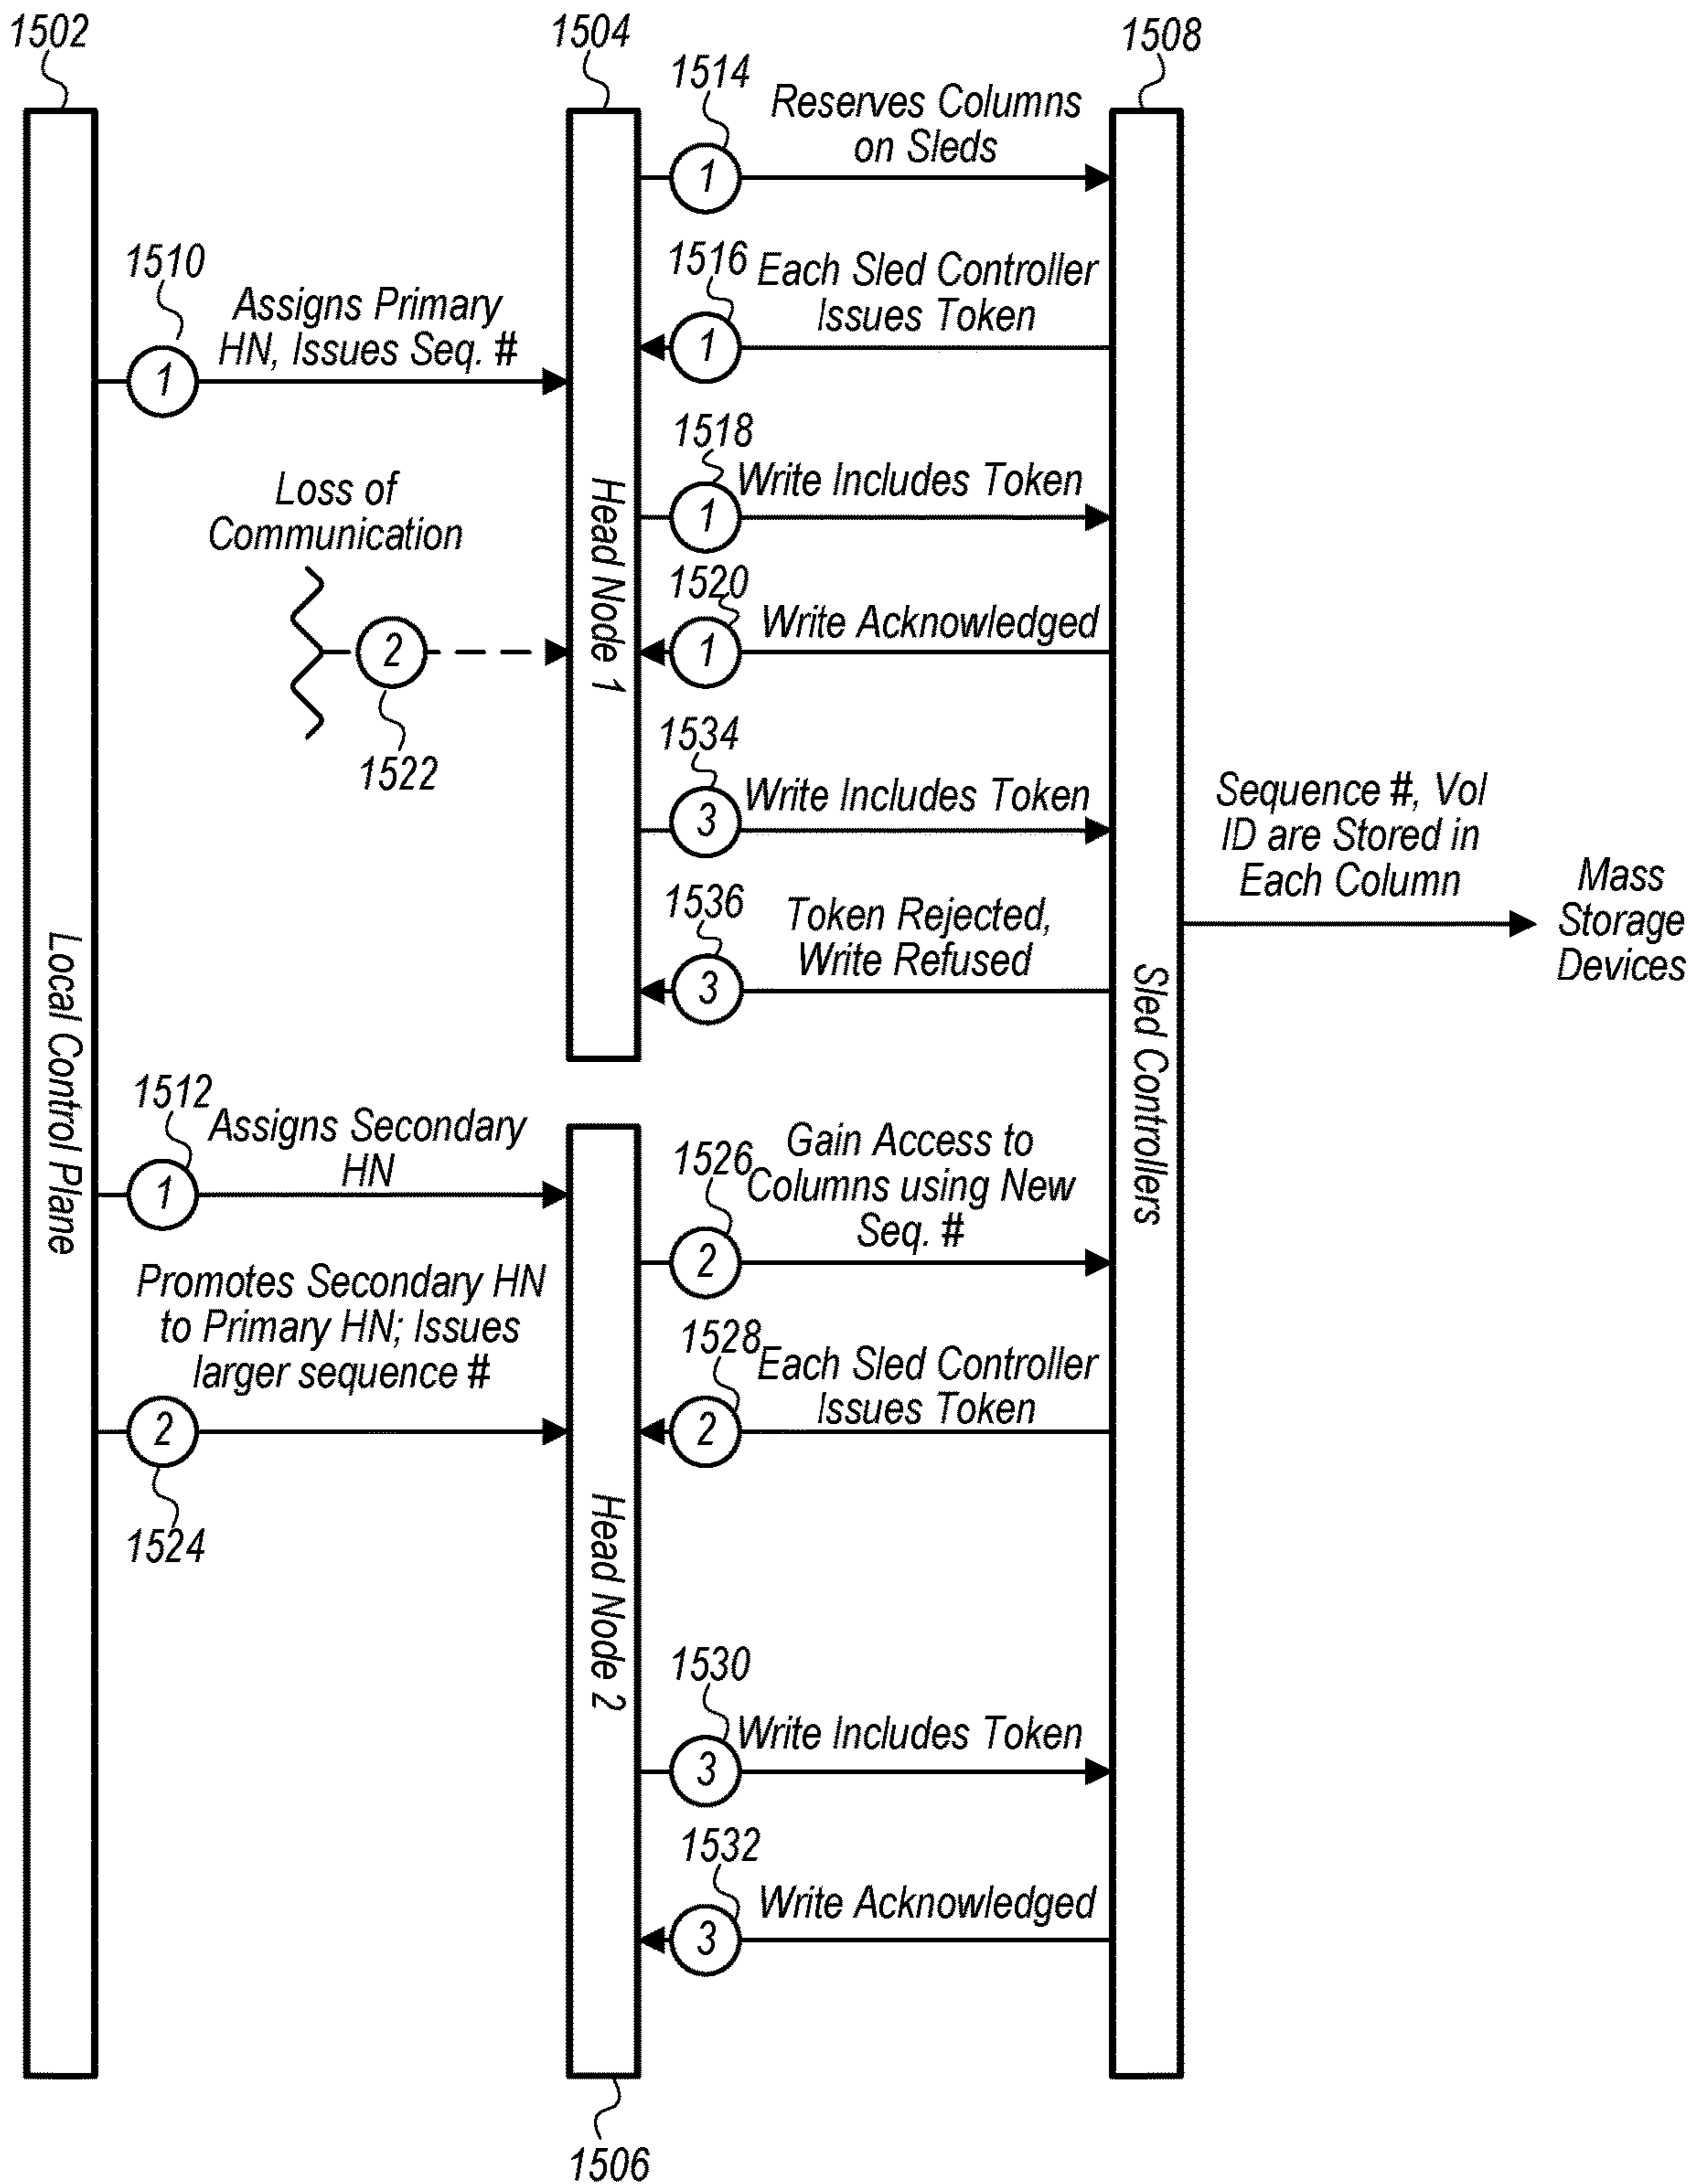 1502
1504
1508
1514
Reserves Columns
on Sleds
1
1510
Assigns Primary
HN, Issues Seq. #
1
1516
Each Sled Controller
Issues Token
1
1518
Write Includes Token
1
Loss of
Communication
2
1522
1520
Write Acknowledged
1
Head Node 1
1534
Write Includes Token
3
1536
Token Rejected,
Write Refused
3
Sequence #, Vol
ID are Stored in
Each Column
Mass
Storage
Devices
Local Control Plane
Sled Controllers
1512
Assigns Secondary
HN
1
1526
Gain Access to
Columns using New
Seq. #
2
Promotes Secondary HN
to Primary HN; Issues
larger sequence #
2
1524
1528
Each Sled Controller
Issues Token
2
Head Node 2
1530
Write Includes Token
3
1532
Write Acknowledged
3
1506